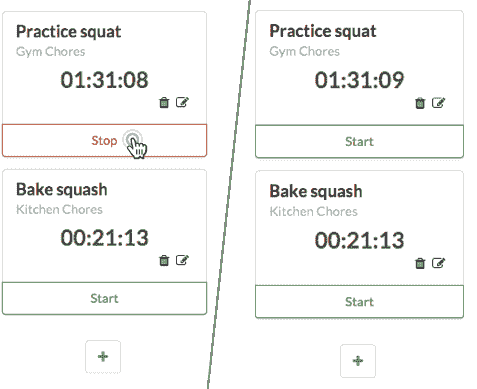 Practice squat
Gym Chores
01:31:08
Stop
Bake squash
Kitchen Chores
00:21:13
Start
+
Practice squat
Gym Chores
01:31:09
Start
Bake squash
Kitchen Chores
00:21:13
Start
+